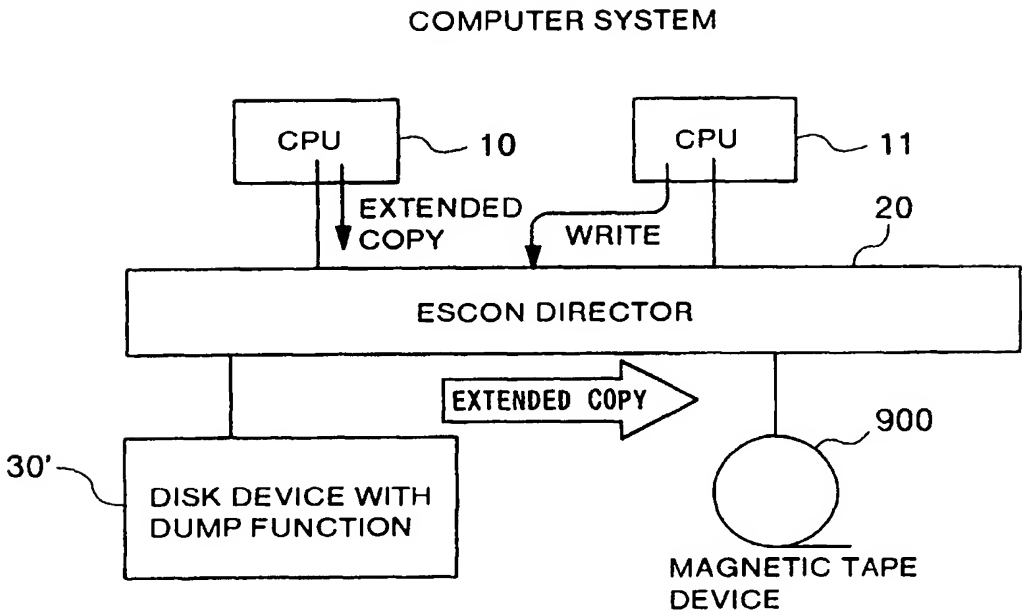 COMPUTER SYSTEM
CPU
10
CPU
11
EXTENDED
COPY
WRITE
20
ESCON DIRECTOR
EXTENDED COPY
900
30'
DISK DEVICE WITH
DUMP FUNCTION
MAGNETIC TAPE
DEVICE